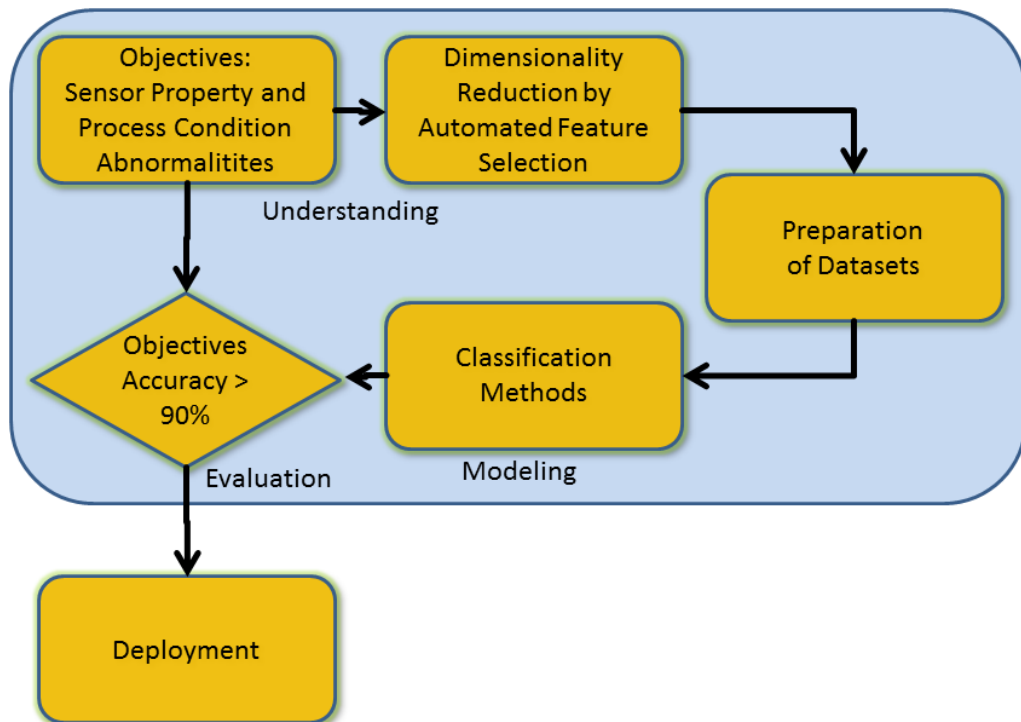 Objectives:
Sensor Property and
Process Condition
Abnormalitites
Dimensionality
Reduction by
Automated Feature
Selection
Understanding
Preparation
of Datasets
Objectives
Accuracy >
90%
Classification
Methods
Evaluation
Modeling
Deployment